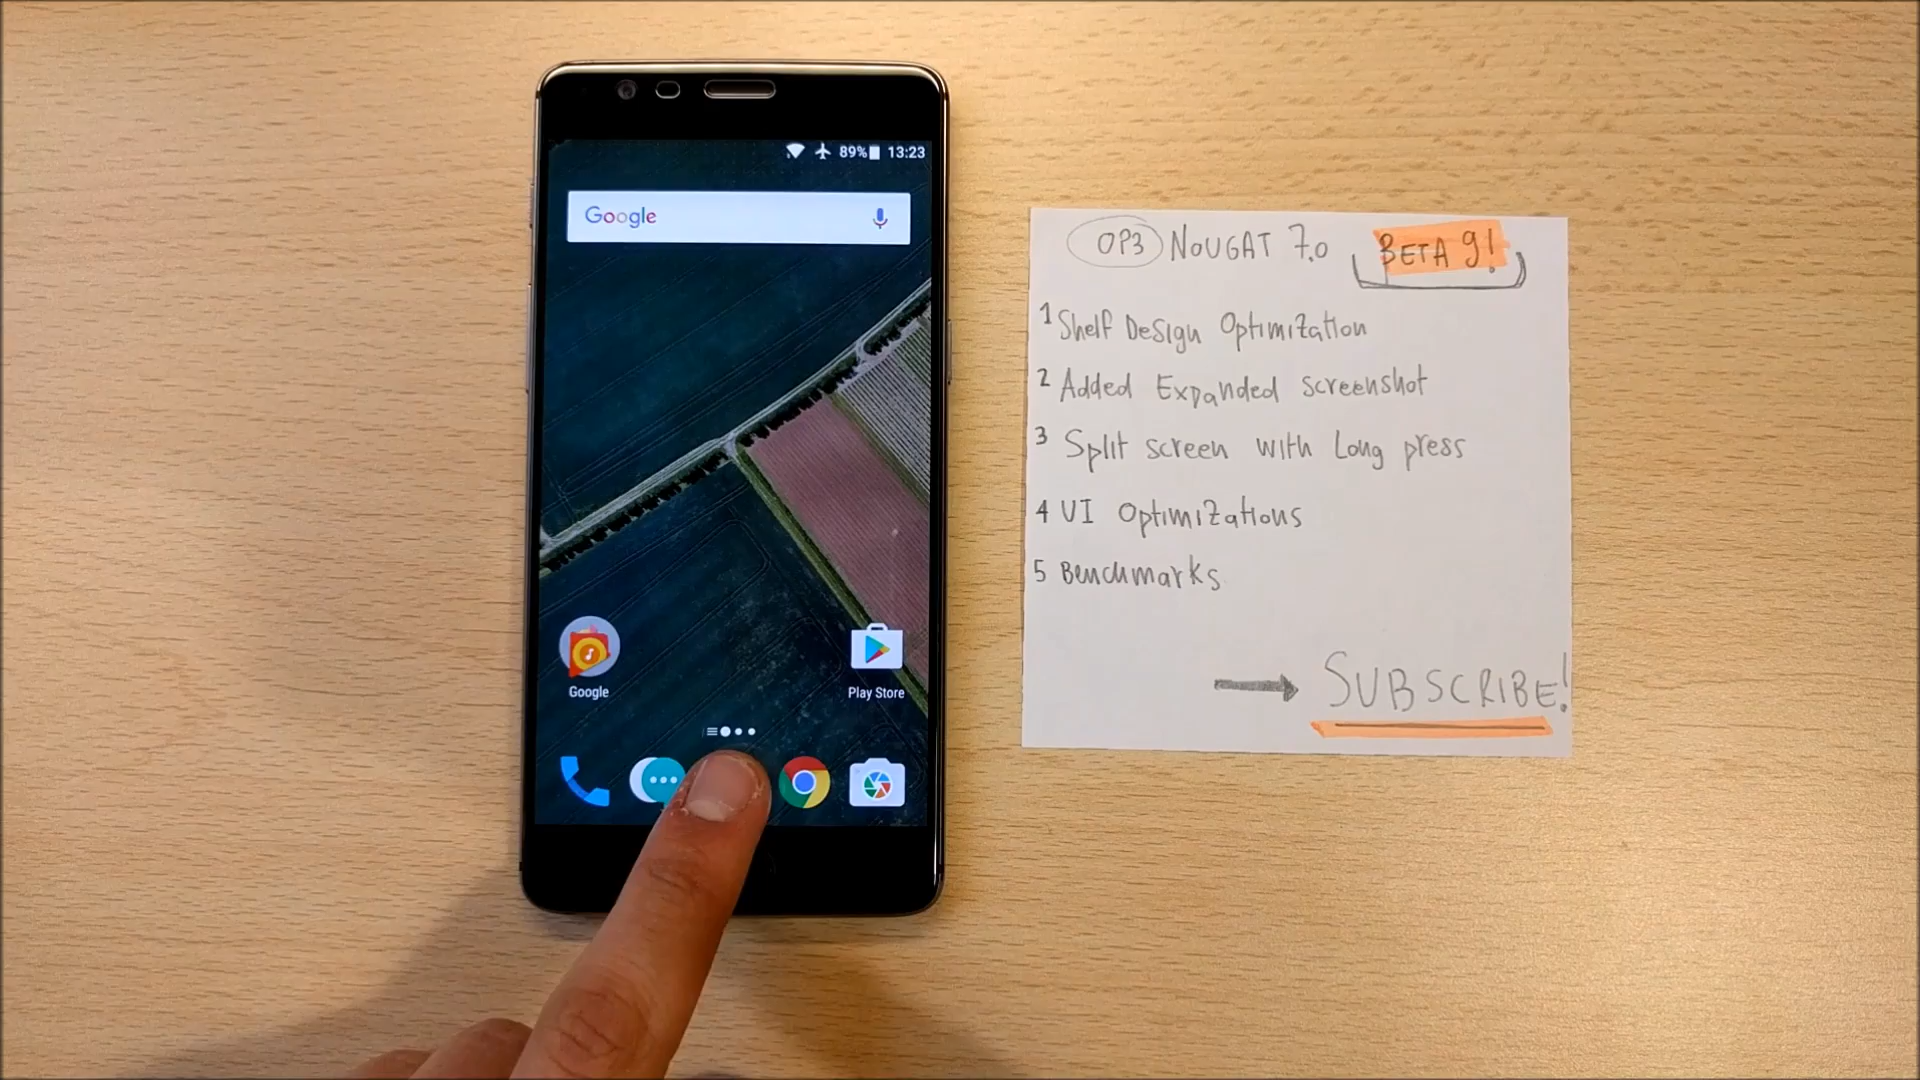 89% 13:23
Google
Google
Play Store
OP3 NOUGAT 7.0 BETA 9!
1 Shelf Design Optimization
2 Added Expanded screenshot
3 Split screen with Long press
4 UI Optimizations
5 Benchmarks
SUBSCRIBE!